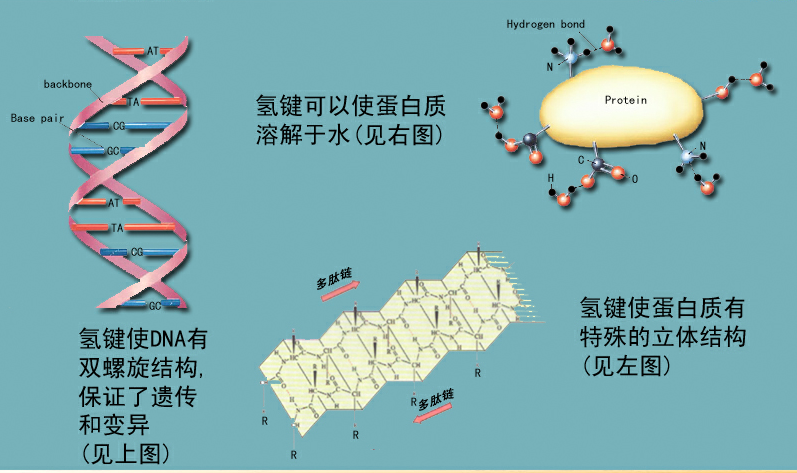 AT
backbone
TA
Base pair
CG
GC
AT
TA
CG
GC
氢键使DNA有
双螺旋结构,
保证了遗传
和变异
(见上图)
氢键可以使蛋白质
溶解于水(见右图)
Hydrogen bond
N
Protein
N
C
H
O
多肽链
多肽链
R
R
R
R
R
氢键使蛋白质有
特殊的立体结构
(见左图)